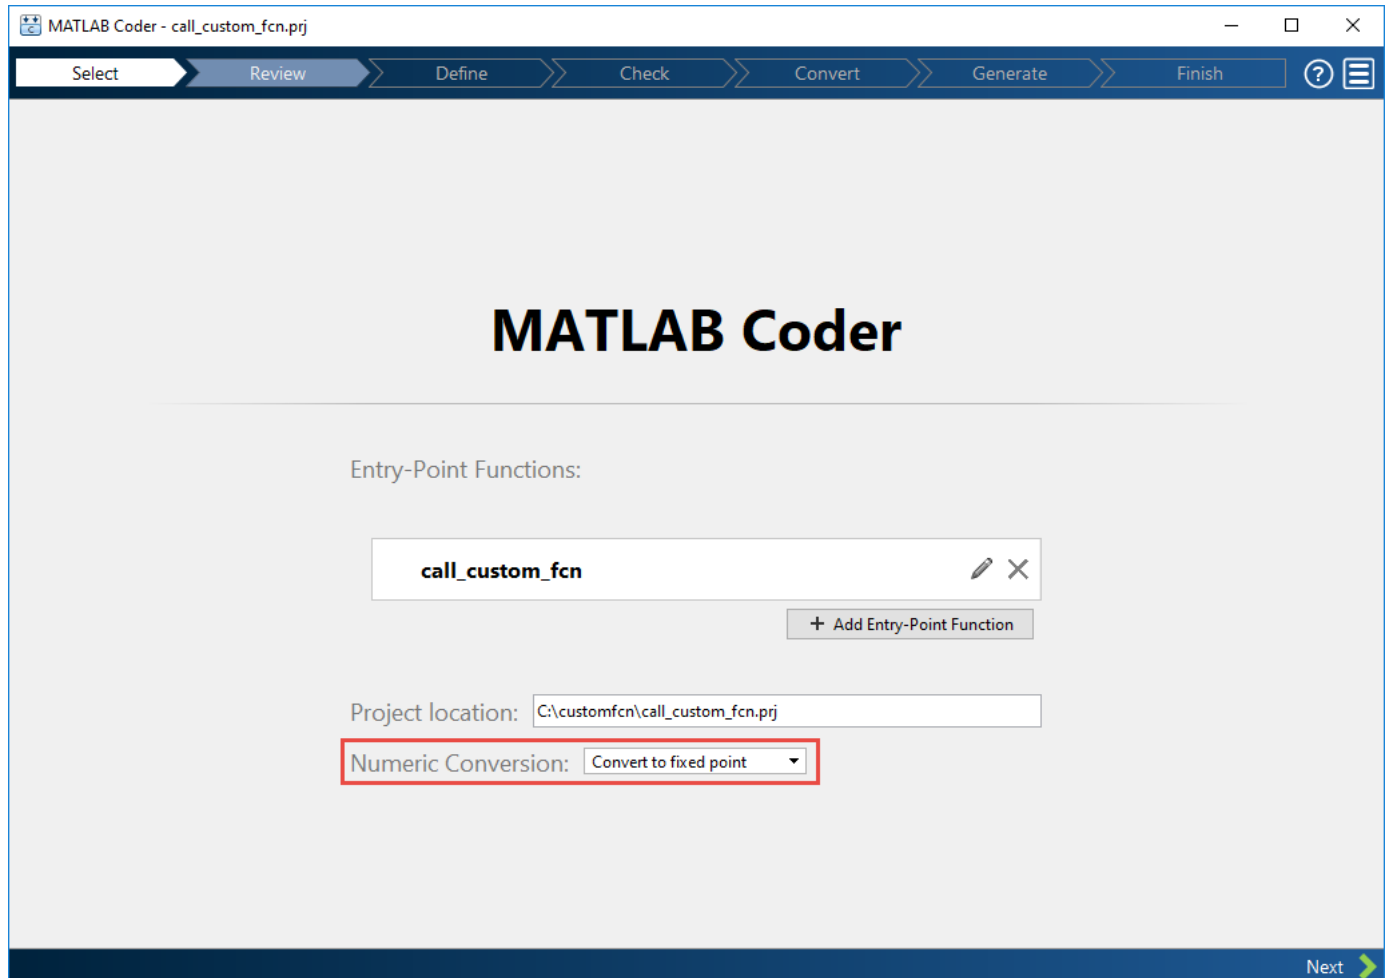 MATLAB Coder - call_custom_fcn.prj
Select Review Define Check Convert Generate Finish ?
MATLAB Coder
Entry-Point Functions:
call_custom_fcn
+ Add Entry-Point Function
Project location: C:\customfcn\call_custom_fcn.prj
Numeric Conversion: Convert to fixed point
Next